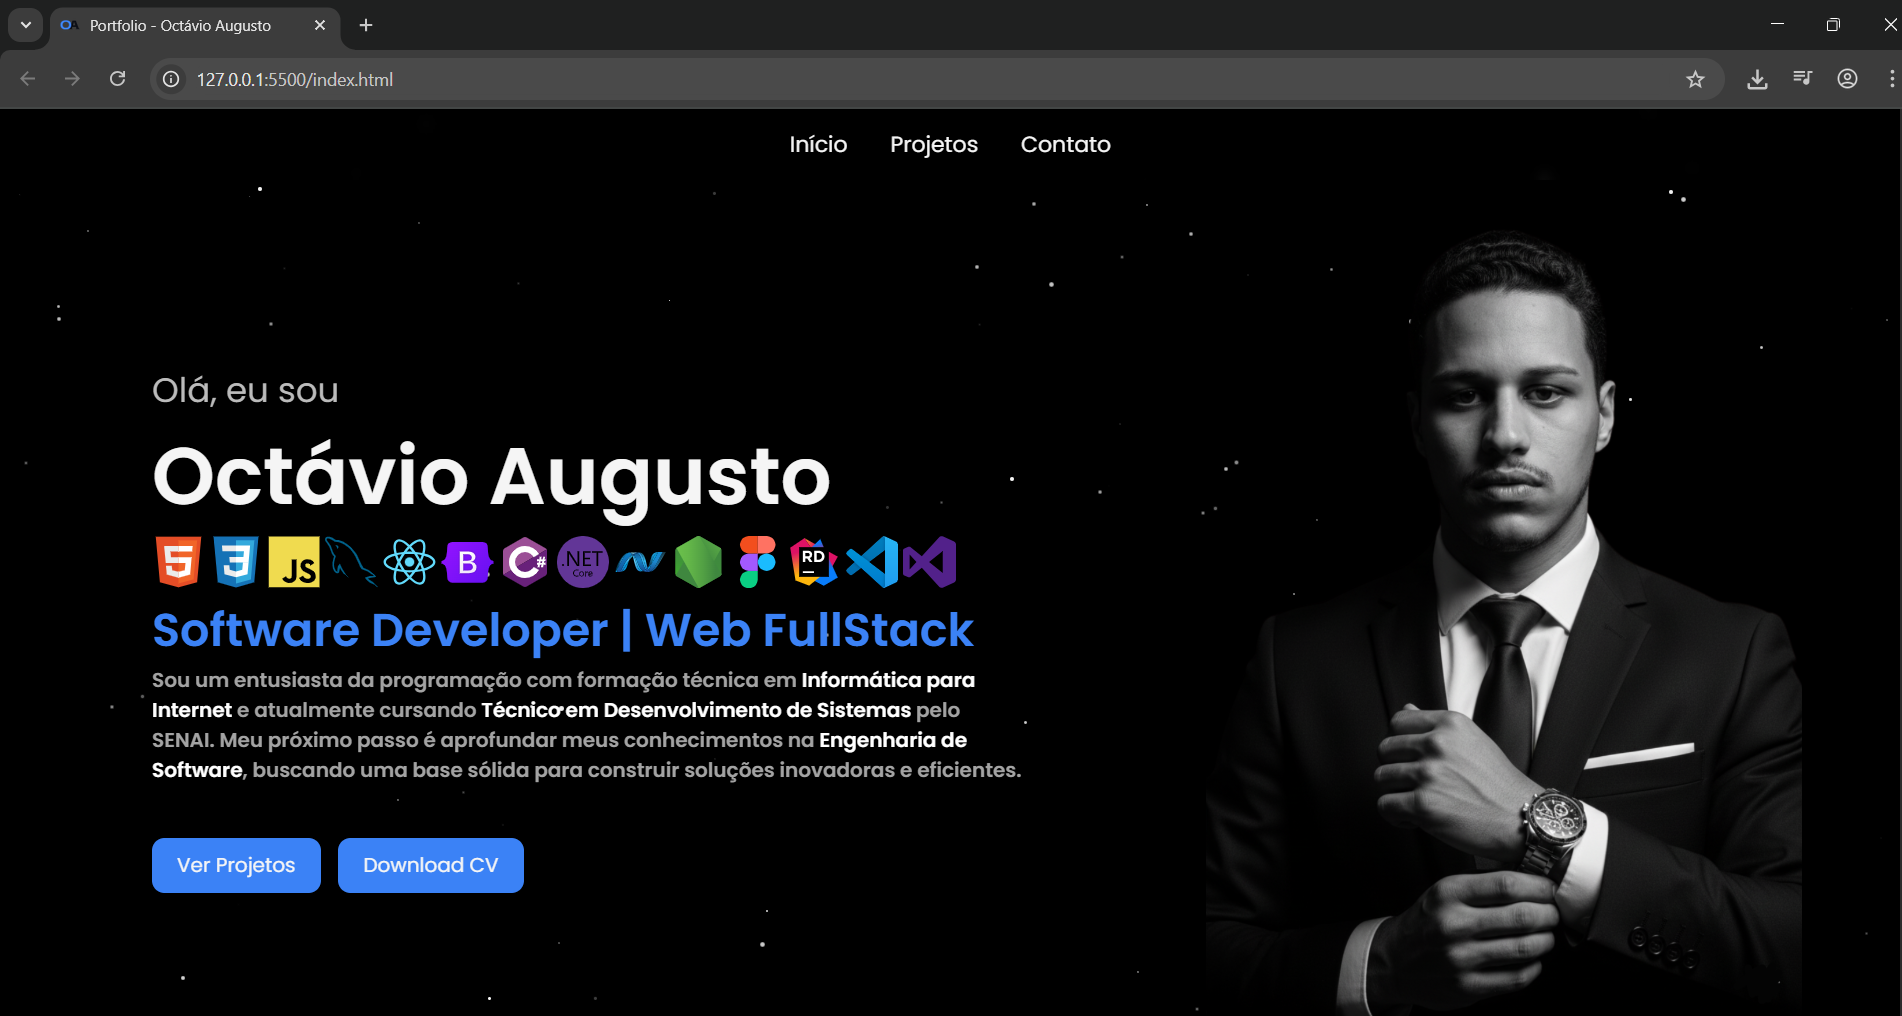 Portfolio - Octávio Augusto
127.0.0.1:5500/index.html
Início Projetos Contato
Olá, eu sou
Octávio Augusto
5 3 JS B C# .NET Core RD
Software Developer | Web FullStack
Sou um entusiasta da programação com formação técnica em Informática para
Internet e atualmente cursando Técnico em Desenvolvimento de Sistemas pelo
SENAI. Meu próximo passo é aprofundar meus conhecimentos na Engenharia de
Software, buscando uma base sólida para construir soluções inovadoras e eficientes.
Ver Projetos Download CV